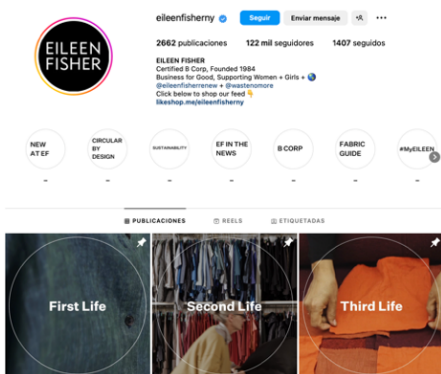 EILEEN
FISHER
eileenfisherny
Seguir
Enviar mensaje
2662 publicaciones 122 mil seguidores 1407 seguidos
EILEEN FISHER
Certified B Corp, Founded 1984
Business for Good, Supporting Women + Girls + 🌎
@eileenfisherrenew + @wastenomore
Click below to shop our feed 👇
likeshop.me/eileenfisherny
NEW
AT EF
CIRCULAR
BY
DESIGN
SUSTAINABILITY
EF IN THE
NEWS
B CORP
FABRIC
GUIDE
#MyEILEEN
PUBLICACIONES
REELS
ETIQUETADAS
First Life
Second Life
Third Life